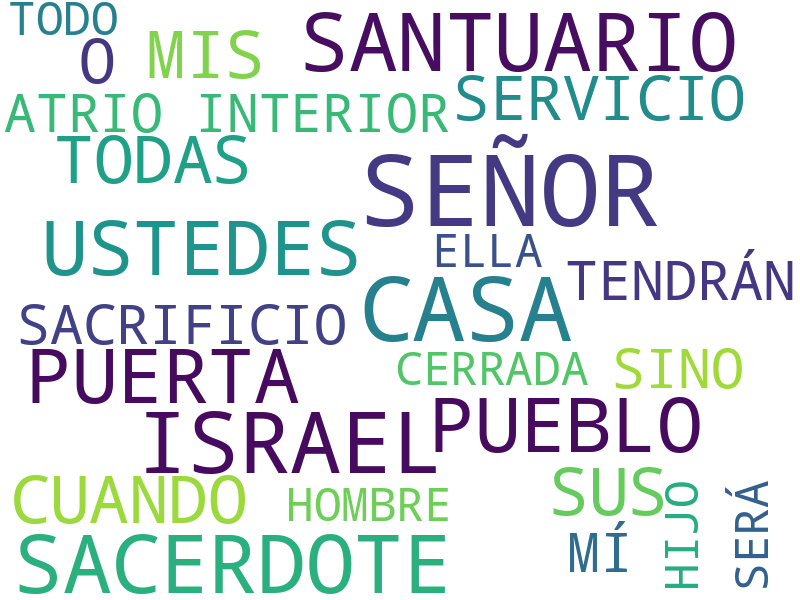 TODO
O MIS SANTUARIO
ATRIO INTERIOR SERVICIO
TODAS SEÑOR
USTEDES ELLA
TENDRÁN
SACRIFICIO CASA
PUERTA CERRADA SINO
ISRAEL PUEBLO
CUANDO HOMBRE SUS
SACERDOTE MÍ HIJO SERÁ